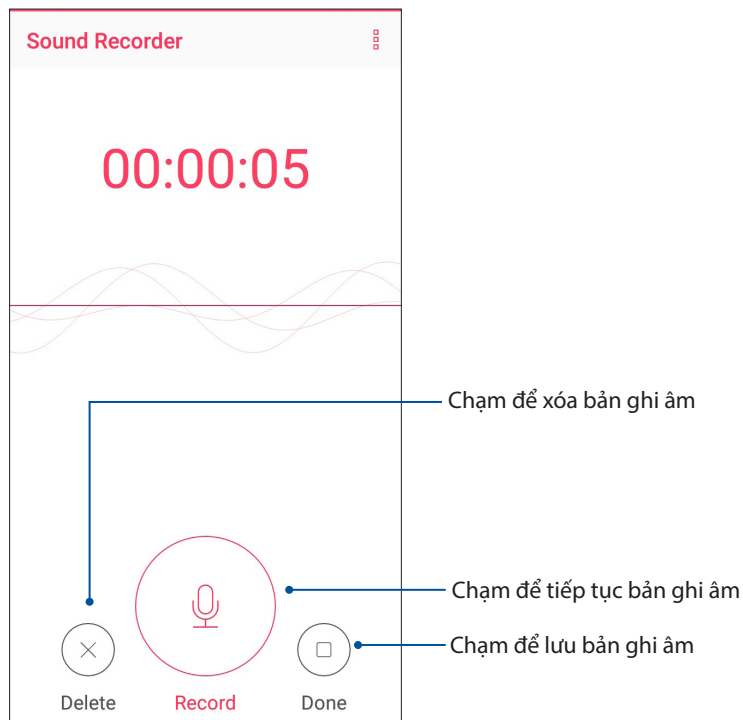 Sound Recorder
00:00:05
Chạm để xóa bản ghi âm
Chạm để tiếp tục bản ghi âm
Chạm để lưu bản ghi âm
Delete
Record
Done